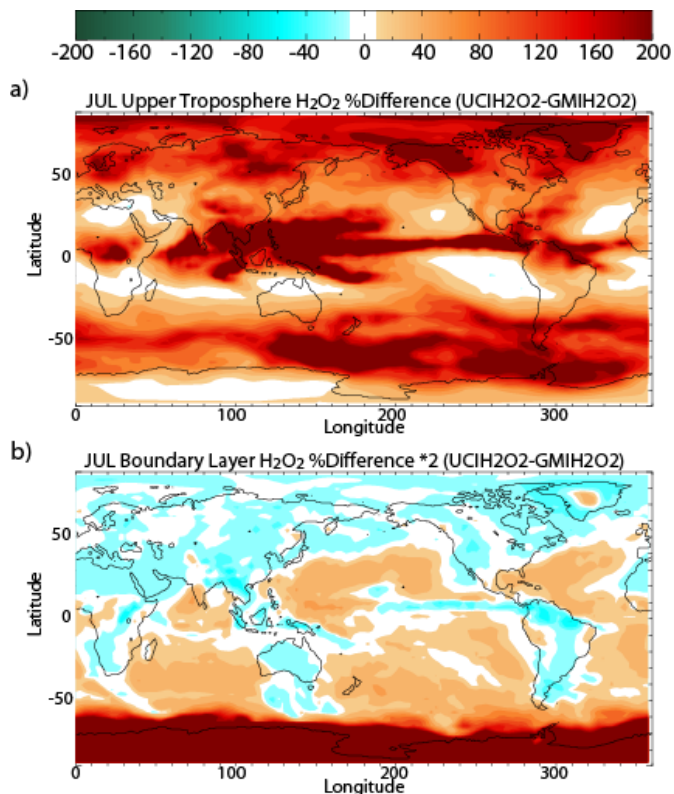 -200 -160 -120 -80 -40 0 40 80 120 160 200
a)
JUL Upper Troposphere H₂O₂ %Difference (UCIH2O2-GMIH2O2)
50
0
-50
Latitude
0 100 200 300
Longitude
b)
JUL Boundary Layer H₂O₂ %Difference *2 (UCIH2O2-GMIH2O2)
50
0
-50
Latitude
0 100 200 300
Longitude